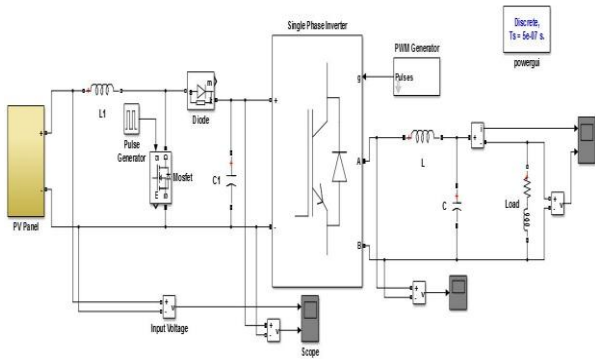 Single Phase Inverter
Discrete,
Ts = 5e-07 s.
powergui
PWM Generator
Pulses
g
m
Diode
L1
Pulse
Generator
Mosfet
C1
+
-
A
B
L
C
Load
PV Panel
+
-
i
+
-
v
+
-
v
+
-
v
Input Voltage
+
-
v
Scope